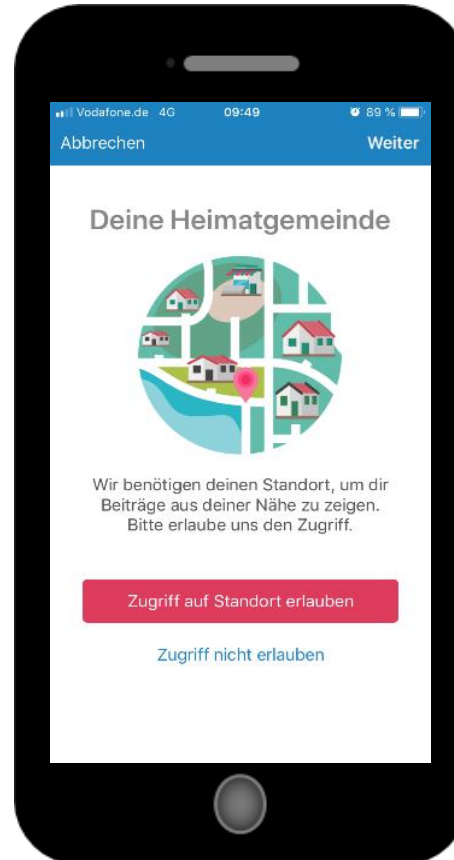 Vodafone.de 4G 09:49 89 %
Abbrechen Weiter
Deine Heimatgemeinde
Wir benötigen deinen Standort, um dir
Beiträge aus deiner Nähe zu zeigen.
Bitte erlaube uns den Zugriff.
Zugriff auf Standort erlauben
Zugriff nicht erlauben